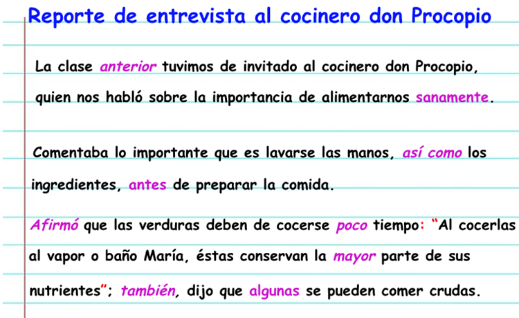 Reporte de entrevista al cocinero don Procopio
La clase anterior tuvimos de invitado al cocinero don Procopio,
quien nos habló sobre la importancia de alimentarnos sanamente.
Comentaba lo importante que es lavarse las manos, así como los
ingredientes, antes de preparar la comida.
Afirmó que las verduras deben de cocerse poco tiempo: "Al cocerlas
al vapor o baño María, éstas conservan la mayor parte de sus
nutrientes"; también, dijo que algunas se pueden comer crudas.